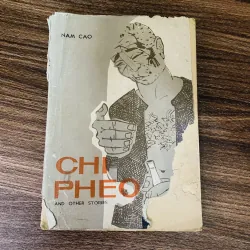 NAM CAO
CHI
PHEO
AND OTHER STORIES